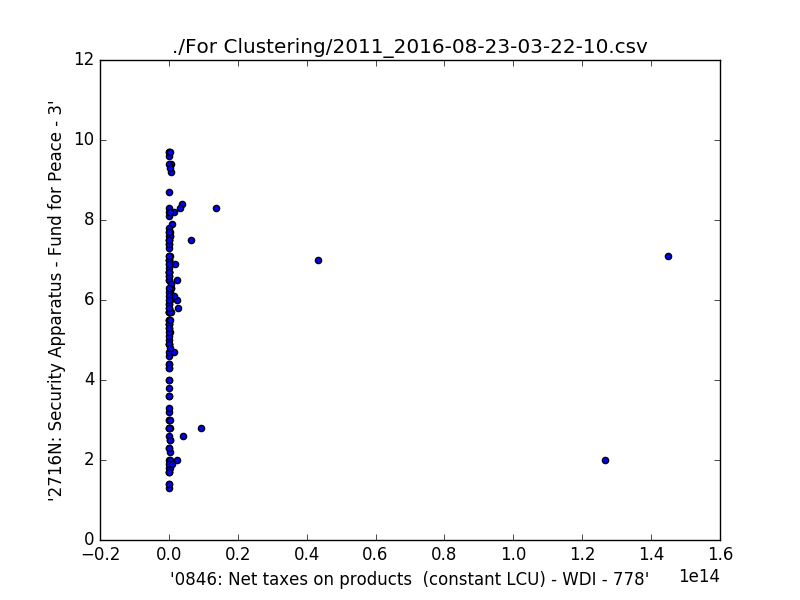 ./For Clustering/2011_2016-08-23-03-22-10.csv
12
10
8
6
4
2
0
'2716N: Security Apparatus - Fund for Peace - 3'
−0.2 0.0 0.2 0.4 0.6 0.8 1.0 1.2 1.4 1.6
1e14
'0846: Net taxes on products  (constant LCU) - WDI - 778'